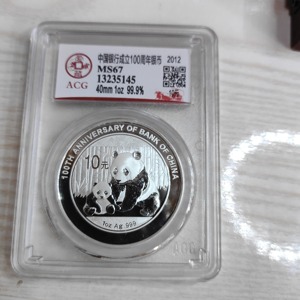 中国银行成立100周年银币 2012
MS67
13235145
ACG
40mm 1oz 99.9%
100TH ANNIVERSARY OF BANK OF CHINA
10元
1oz Ag .999